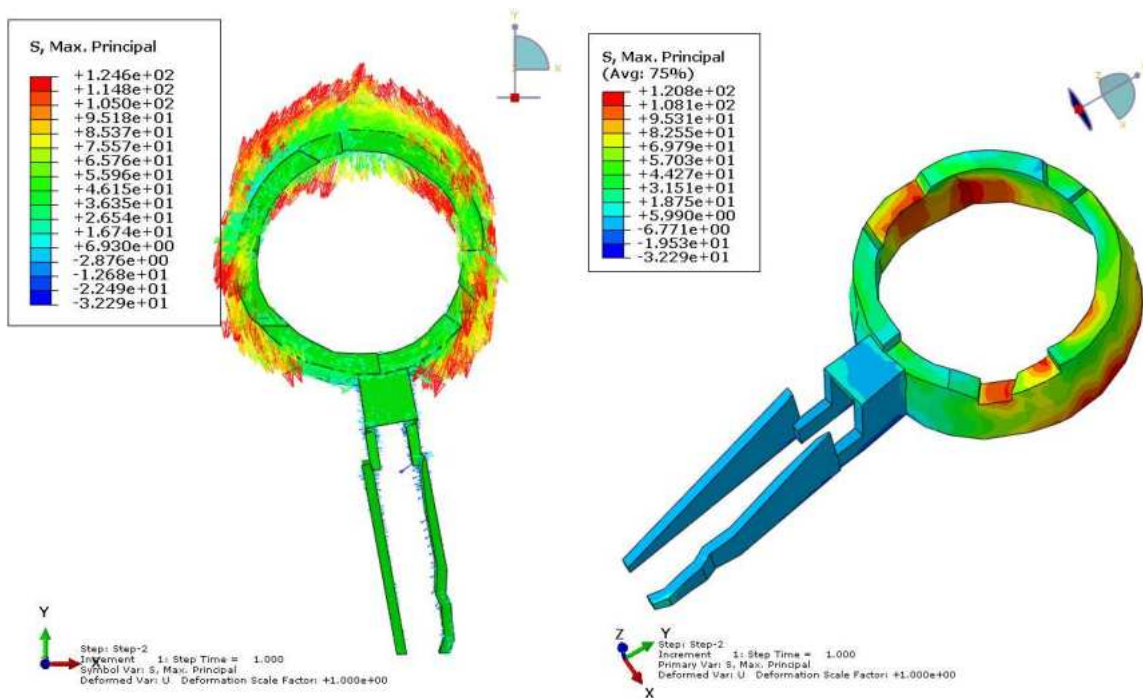 S, Max. Principal
+1.246e+02
+1.148e+02
+1.050e+02
+9.518e+01
+8.537e+01
+7.557e+01
+6.576e+01
+5.596e+01
+4.615e+01
+3.635e+01
+2.654e+01
+1.674e+01
+6.930e+00
-2.876e+00
-1.268e+01
-2.249e+01
-3.229e+01
Y
X
Y
X
Step: Step-2
Increment 1: Step Time = 1.000
Symbol Var: S, Max. Principal
Deformed Var: U Deformation Scale Factor: +1.000e+00
S, Max. Principal
(Avg: 75%)
+1.208e+02
+1.081e+02
+9.531e+01
+8.255e+01
+6.979e+01
+5.703e+01
+4.427e+01
+3.151e+01
+1.875e+01
+5.990e+00
-6.771e+00
-1.953e+01
-3.229e+01
Z
X
Z
Y
X
Step: Step-2
Increment 1: Step Time = 1.000
Primary Var: S, Max. Principal
Deformed Var: U Deformation Scale Factor: +1.000e+00